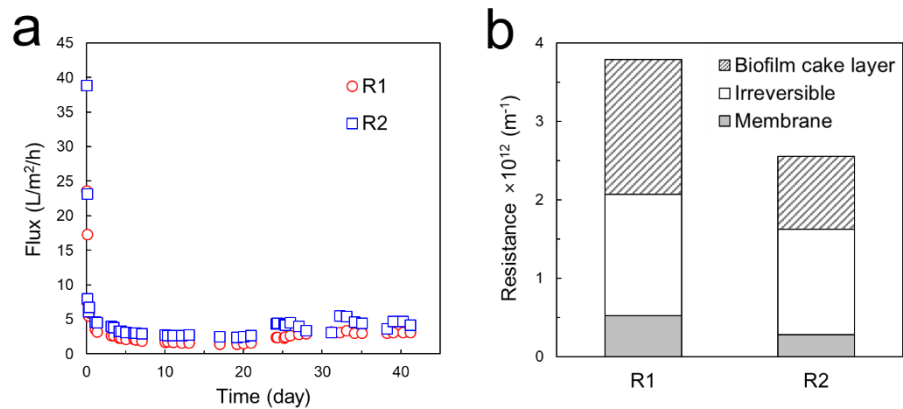 a
45
40
35
30
25
20
15
10
5
0
Flux (L/m²/h)
0 10 20 30 40
Time (day)
R1
R2
b
4
3
2
1
0
Resistance ×10¹² (m⁻¹)
Biofilm cake layer
Irreversible
Membrane
R1 R2